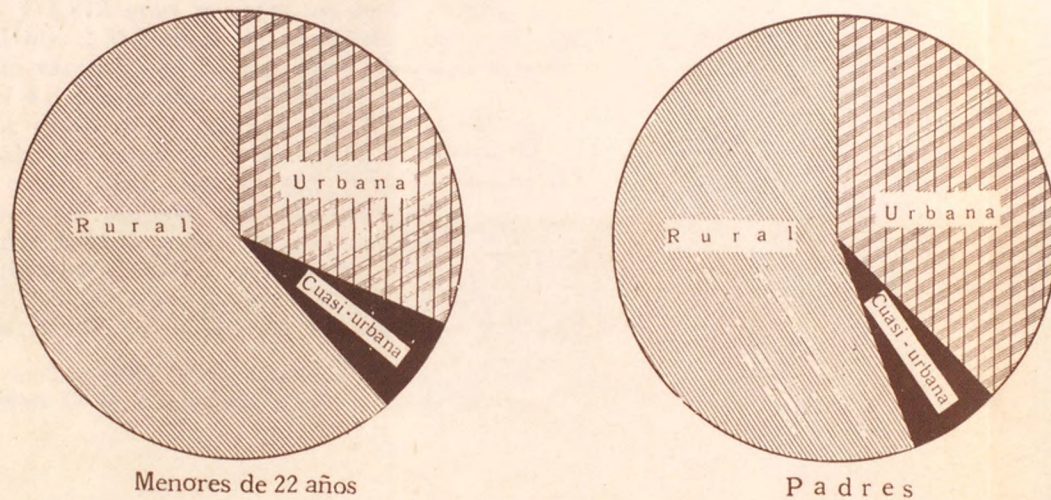 Rural
Urbana
Cuasi-urbana
Menores de 22 años
Rural
Urbana
Cuasi-urbana
Padres